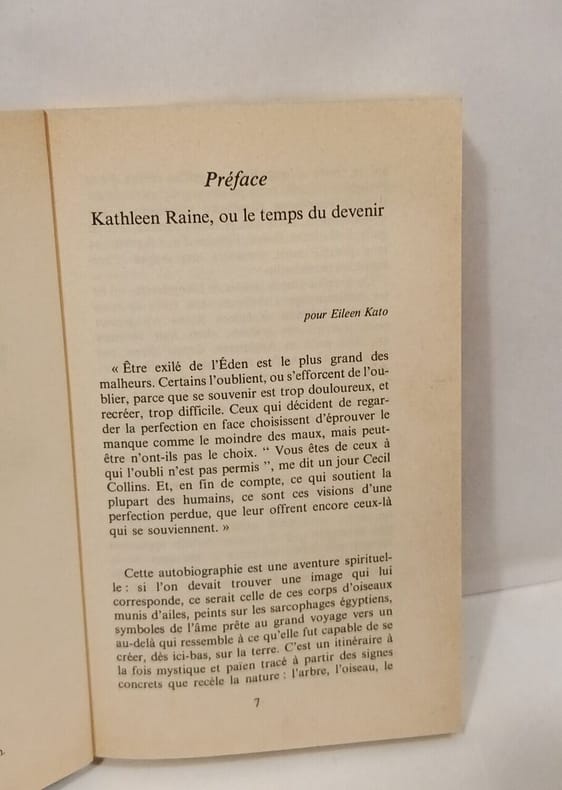 Préface
Kathleen Raine, ou le temps du devenir
pour Eileen Kato
« Être exilé de l'Éden est le plus grand des
malheurs. Certains l'oublient, ou s'efforcent de l'ou-
blier, parce que se souvenir est trop douloureux, et
recréer, trop difficile. Ceux qui décident de regar-
der la perfection en face choisissent d'éprouver le
manque comme le moindre des maux, mais peut-
être n'ont-ils pas le choix. “ Vous êtes de ceux à
qui l'oubli n'est pas permis ”, me dit un jour Cecil
Collins. Et, en fin de compte, ce qui soutient la
plupart des humains, ce sont ces visions d'une
perfection perdue, que leur offrent encore ceux-là
qui se souviennent. »
Cette autobiographie est une aventure spirituel-
le : si l'on devait trouver une image qui lui
corresponde, ce serait celle de ces corps d'oiseaux
munis d'ailes, peints sur les sarcophages égyptiens,
symboles de l'âme prête au grand voyage vers un
au-delà qui ressemble à ce qu'elle fut capable de se
créer, dès ici-bas, sur la terre. C'est un itinéraire à
la fois mystique et païen tracé à partir des signes
concrets que recèle la nature : l'arbre, l'oiseau, le
7